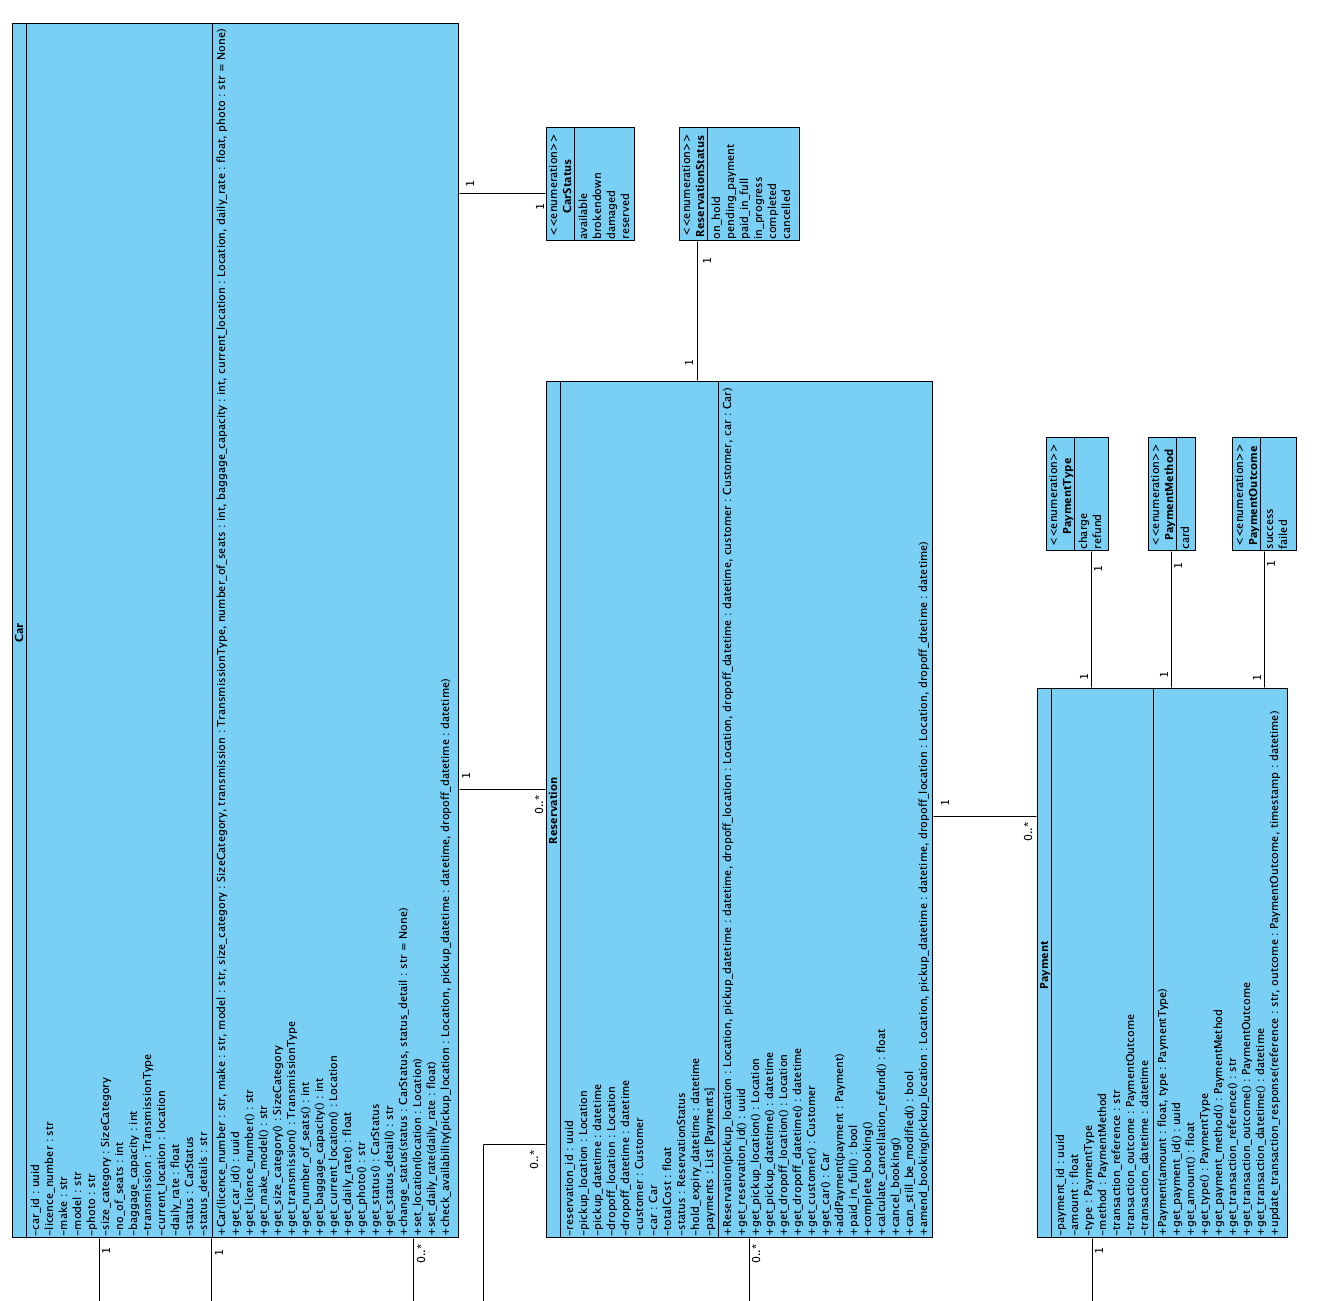 Car
-car_id : uuid
-licence_number : str
-make : str
-model : str
-photo : str
-size_category : SizeCategory
-no_of_seats : int
-baggage_capacity : int
-transmission : TransmissionType
-current_location : location
-daily_rate : float
-status : CarStatus
-status_details : str
+Car(licence_number : str, make : str, model : str, size_category : SizeCategory, transmission : TransmissionType, number_of_seats : int, baggage_capacity : int, current_location : Location, daily_rate : float, photo : str = None)
+get_car_id() : uuid
+get_licence_number() : str
+get_make_model() : str
+get_size_category() : SizeCategory
+get_transmission() : TransmissionType
+get_number_of_seats() : int
+get_baggage_capacity() : int
+get_current_location() : Location
+get_daily_rate() : float
+get_photo() : str
+get_status() : CarStatus
+get_status_detail() : str
+change_status(status : CarStatus, status_detail : str = None)
+set_location(location : Location)
+set_daily_rate(daily_rate : float)
+check_availability(pickup_location : Location, pickup_datetime : datetime, dropoff_datetime : datetime)
1
1
0..*
1
0..*
1
1
<<enumeration>>
CarStatus
available
brokendown
damaged
reserved
<<enumeration>>
ReservationStatus
on_hold
pending_payment
paid_in_full
in_progress
completed
cancelled
1
1
Reservation
-reservation_id : uuid
-pickup_location : Location
-pickup_datetime : datetime
-dropoff_location : Location
-dropoff_datetime : datetime
-customer : Customer
-car : Car
-totalCost : float
-status : ReservationStatus
-hold_expiry_datetime : datetime
-payments : List [Payments]
+Reservation(pickup_location : Location, pickup_datetime : datetime, dropoff_location : Location, dropoff_datetime : datetime, customer : Customer, car : Car)
+get_reservation_id() : uuid
+get_pickup_location() : Location
+get_pickup_datetime() : datetime
+get_dropoff_location() : Location
+get_dropoff_datetime() : datetime
+get_customer() : Customer
+get_car() : Car
+addPayment(payment : Payment)
+paid_in_full() : bool
+complete_booking()
+calculate_cancellation_refund() : float
+cancel_booking()
+can_still_be_modified() : bool
+amend_booking(pickup_location : Location, pickup_datetime : datetime, dropoff_location : Location, dropoff_dtetime : datetime)
0..*
0..*
1
0..*
Payment
-payment_id : uuid
-amount : float
-type : PaymentType
-method : PaymentMethod
-transaction_reference : str
-transaction_outcome : PaymentOutcome
-transaction_datetime : datetime
+Payment(amount : float, type : PaymentType)
+get_payment_id() : uuid
+get_amount() : float
+get_type() : PaymentType
+get_payment_method() : PaymentMethod
+get_transaction_reference() : str
+get_transaction_outcome() : PaymentOutcome
+get_transaction_datetime() : datetime
+update_transaction_response(reference : str, outcome : PaymentOutcome, timestamp : datetime)
1
1
1
1
1
1
1
<<enumeration>>
PaymentType
charge
refund
<<enumeration>>
PaymentMethod
card
<<enumeration>>
PaymentOutcome
success
failed